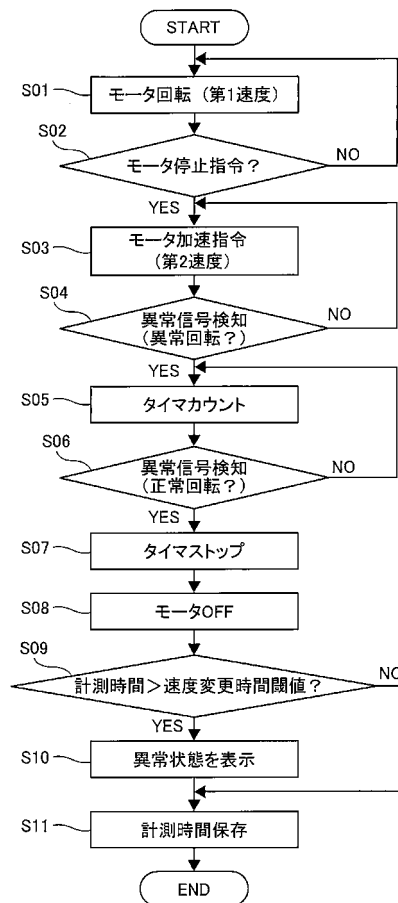 START
S01
モータ回転（第1速度）
S02
モータ停止指令？
NO
YES
S03
モータ加速指令
（第2速度）
S04
異常信号検知
（異常回転？）
NO
YES
S05
タイマカウント
S06
異常信号検知
（正常回転？）
NO
YES
S07
タイマストップ
S08
モータOFF
S09
計測時間＞速度変更時間閾値？
NO
YES
S10
異常状態を表示
S11
計測時間保存
END